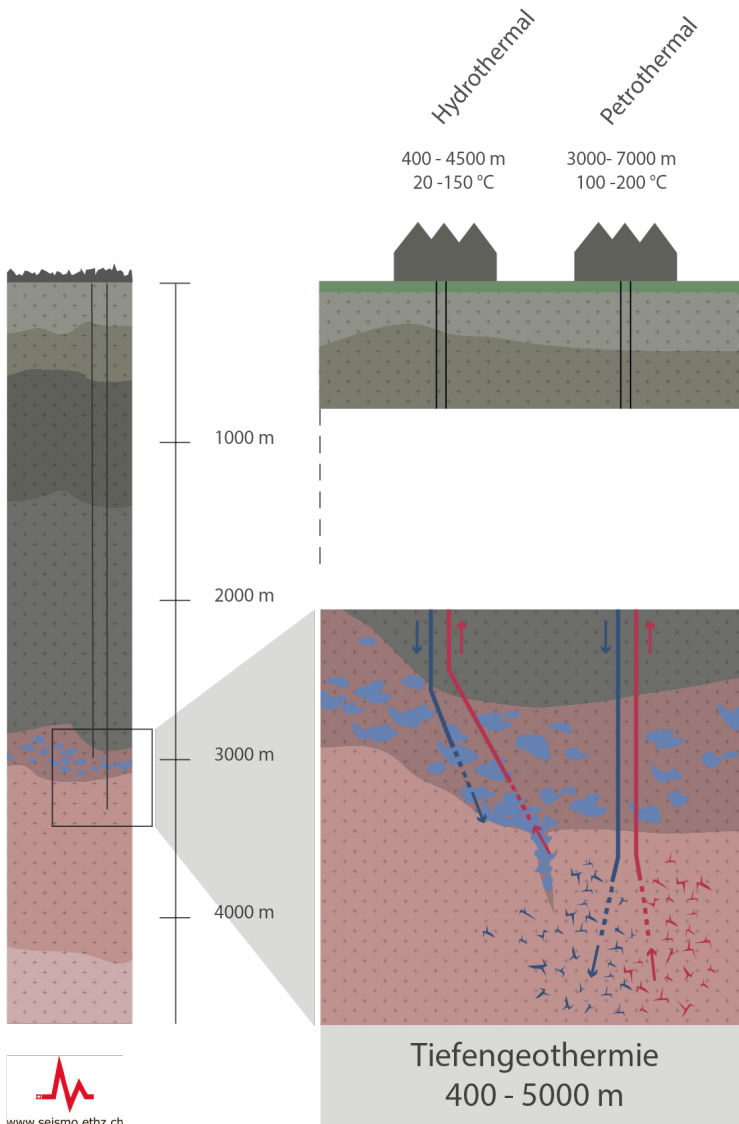 Hydrothermal
400 - 4500 m
20 -150 °C
Petrothermal
3000- 7000 m
100 -200 °C
1000 m
2000 m
3000 m
4000 m
Tiefengeothermie
400 - 5000 m
www.seismo.ethz.ch